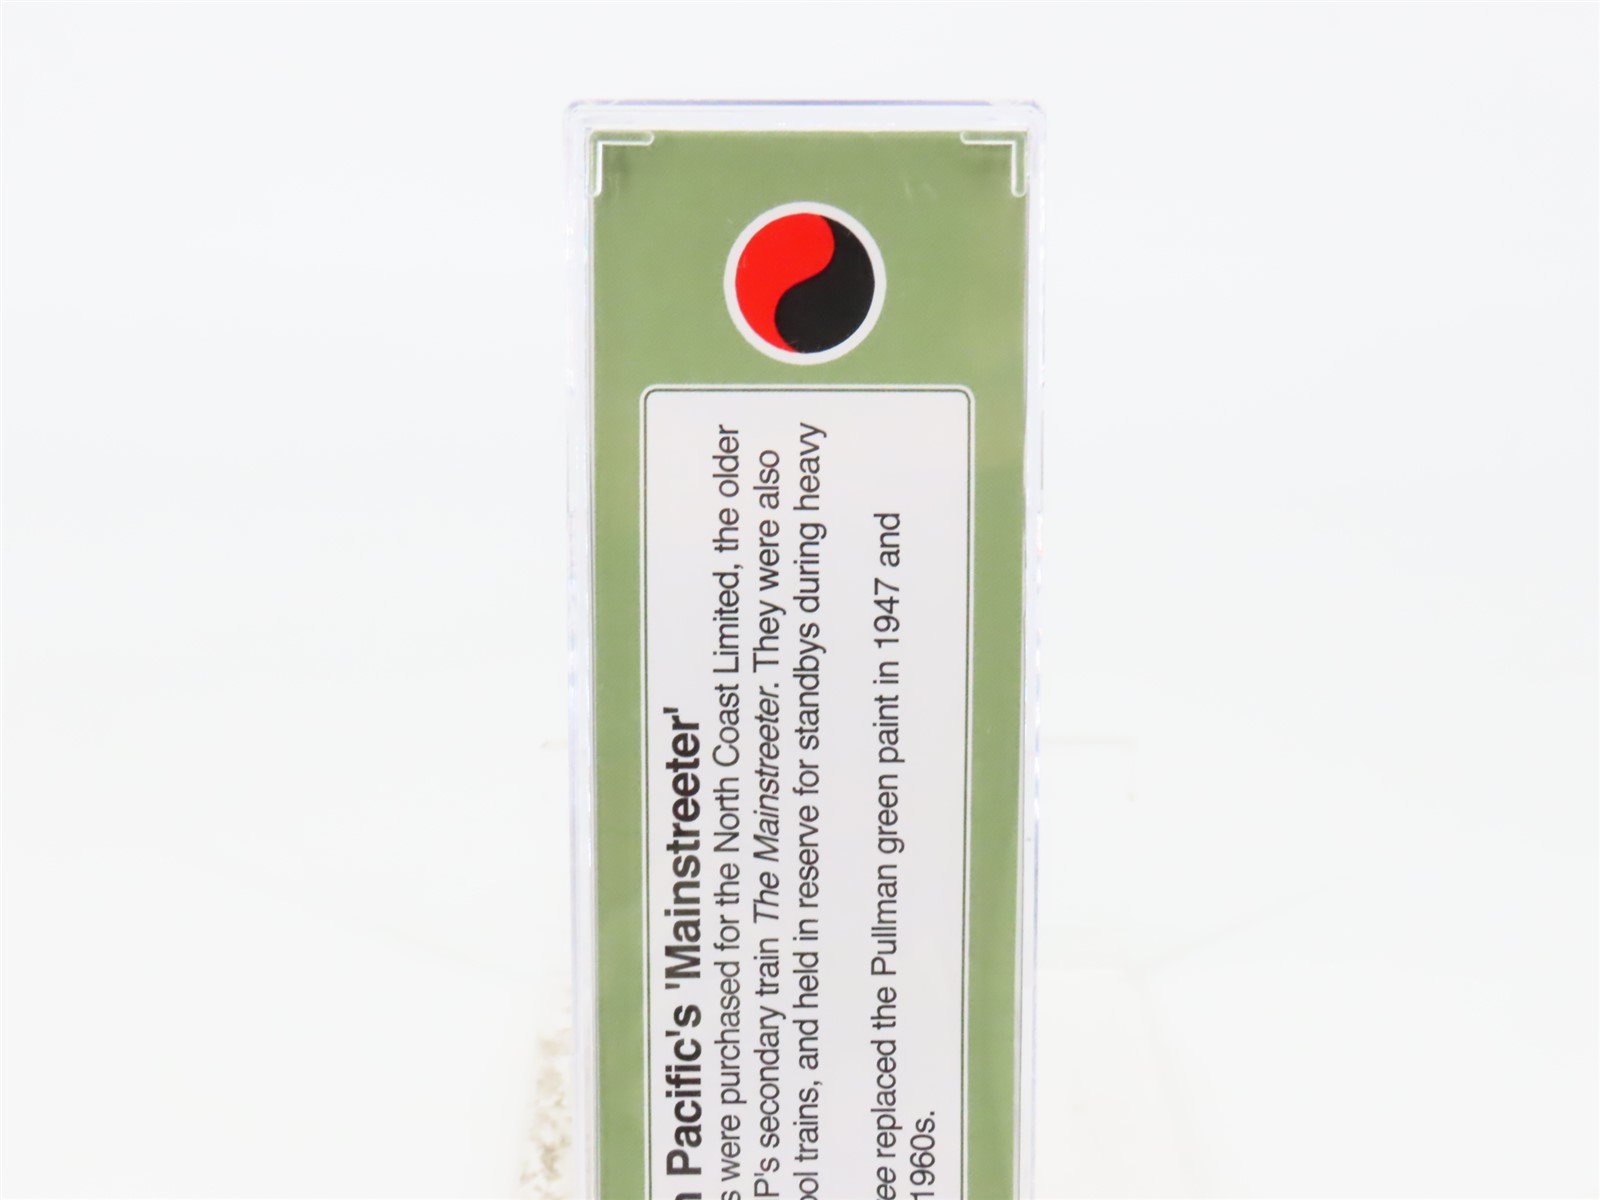 Pacific's 'Mainstreeter'
were purchased for the North Coast Limited, the older
P's secondary train The Mainstreeter. They were also
ool trains, and held in reserve for standbys during heavy
ee replaced the Pullman green paint in 1947 and
1960s.